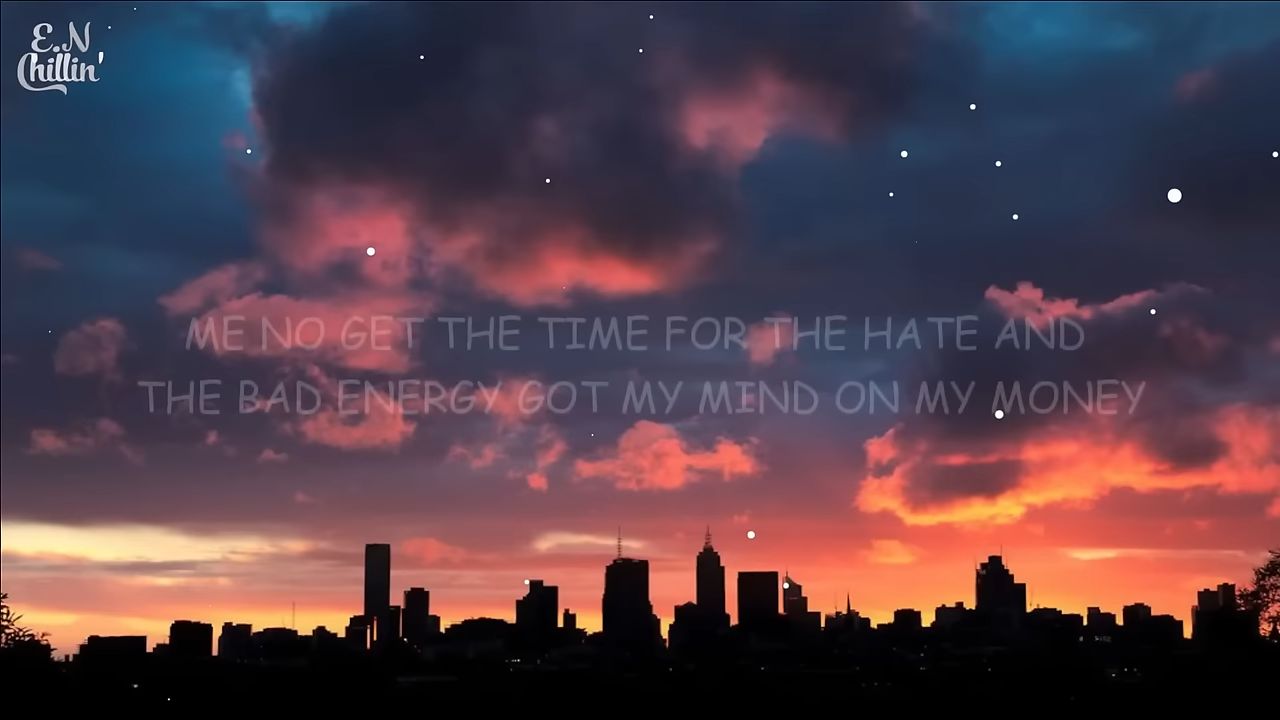 E.N
Chillin'
ME NO GET THE TIME FOR THE HATE AND
THE BAD ENERGY GOT MY MIND ON MY MONEY